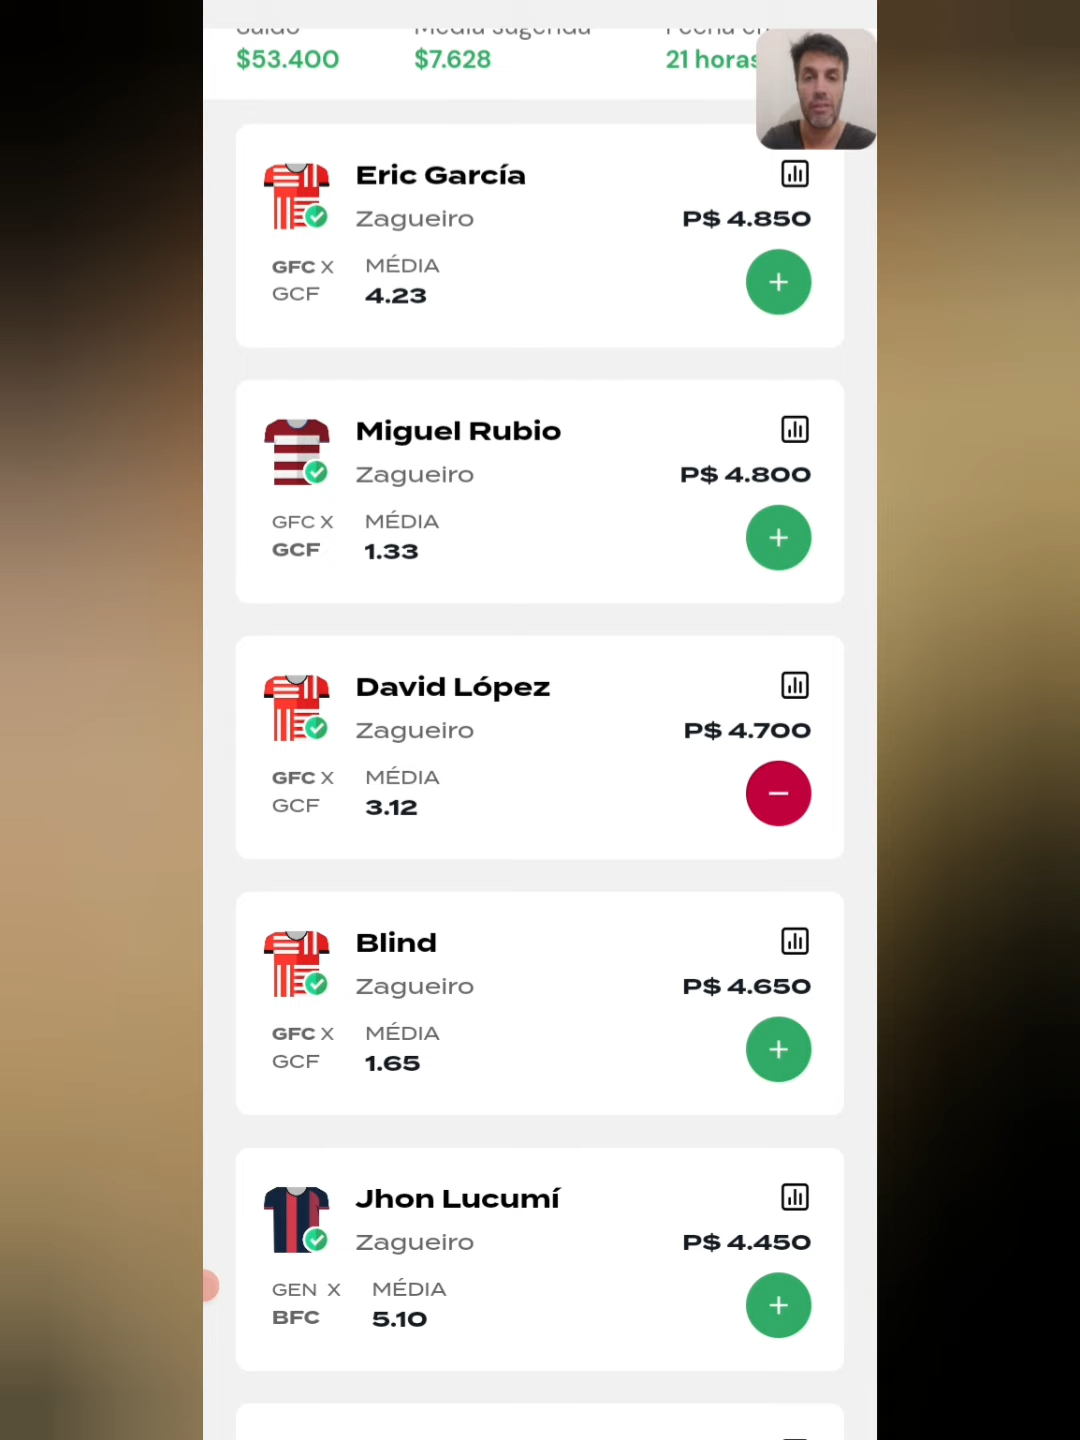 $53.400
$7.628
21 horas
Eric García
Zagueiro
P$ 4.850
GFC X
GCF
MÉDIA
4.23
Miguel Rubio
Zagueiro
P$ 4.800
GFC X
GCF
MÉDIA
1.33
David López
Zagueiro
P$ 4.700
GFC X
GCF
MÉDIA
3.12
Blind
Zagueiro
P$ 4.650
GFC X
GCF
MÉDIA
1.65
Jhon Lucumí
Zagueiro
P$ 4.450
GEN X
BFC
MÉDIA
5.10